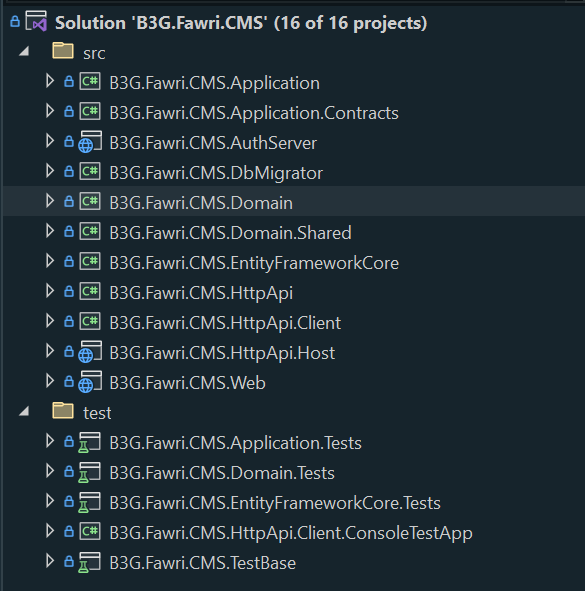 Solution 'B3G.Fawri.CMS' (16 of 16 projects)
src
C# B3G.Fawri.CMS.Application
C# B3G.Fawri.CMS.Application.Contracts
B3G.Fawri.CMS.AuthServer
C# B3G.Fawri.CMS.DbMigrator
C# B3G.Fawri.CMS.Domain
C# B3G.Fawri.CMS.Domain.Shared
C# B3G.Fawri.CMS.EntityFrameworkCore
C# B3G.Fawri.CMS.HttpApi
C# B3G.Fawri.CMS.HttpApi.Client
B3G.Fawri.CMS.HttpApi.Host
B3G.Fawri.CMS.Web
test
B3G.Fawri.CMS.Application.Tests
B3G.Fawri.CMS.Domain.Tests
B3G.Fawri.CMS.EntityFrameworkCore.Tests
C# B3G.Fawri.CMS.HttpApi.Client.ConsoleTestApp
B3G.Fawri.CMS.TestBase